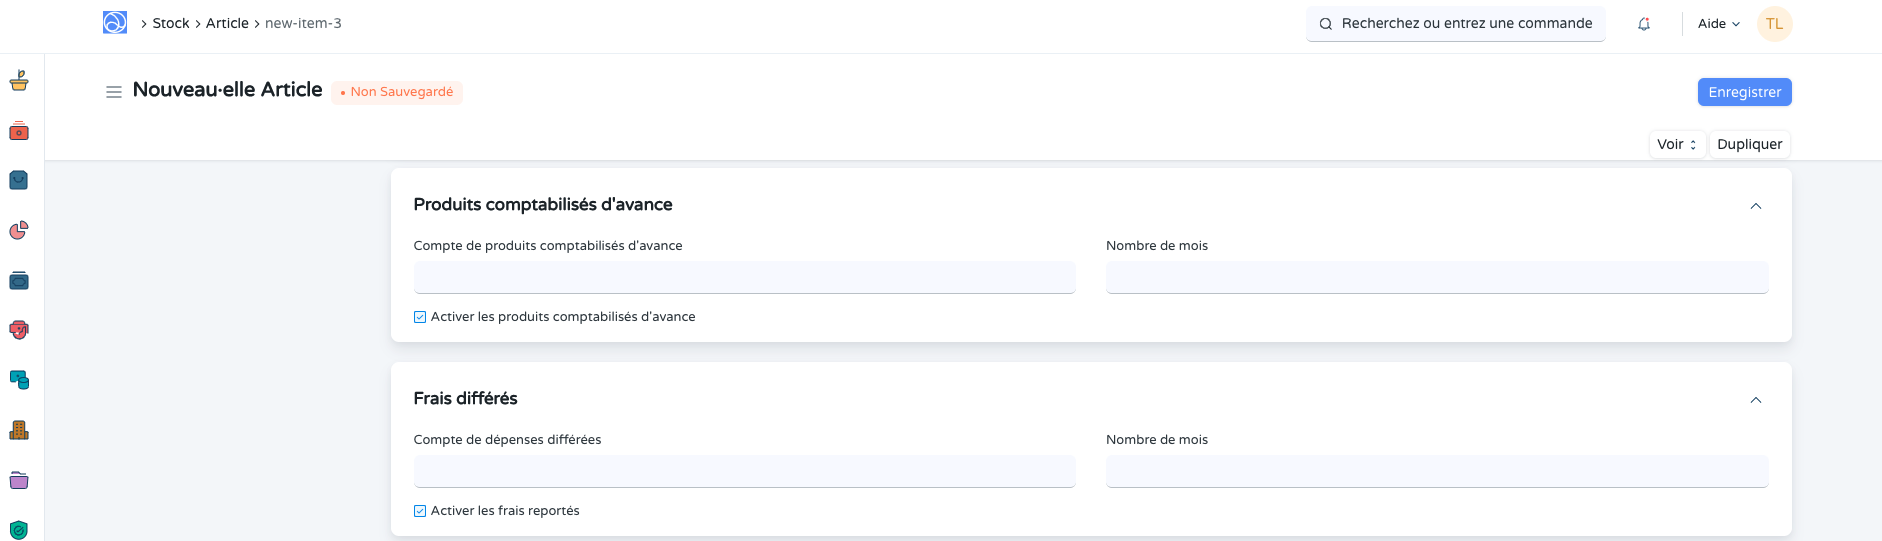 Stock Article new-item-3
Recherchez ou entrez une commande
Aide
TL
Nouveau·elle Article
Non Sauvegardé
Enregistrer
Voir
Dupliquer
Produits comptabilisés d'avance
Compte de produits comptabilisés d'avance
Nombre de mois
Activer les produits comptabilisés d'avance
Frais différés
Compte de dépenses différées
Nombre de mois
Activer les frais reportés